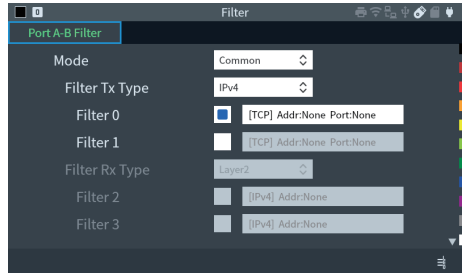 0 Filter
Port A-B Filter
Mode Common
Filter Tx Type IPv4
Filter 0 [TCP] Addr:None Port:None
Filter 1 [TCP] Addr:None Port:None
Filter Rx Type Layer2
Filter 2 [IPv4] Addr:None
Filter 3 [IPv4] Addr:None